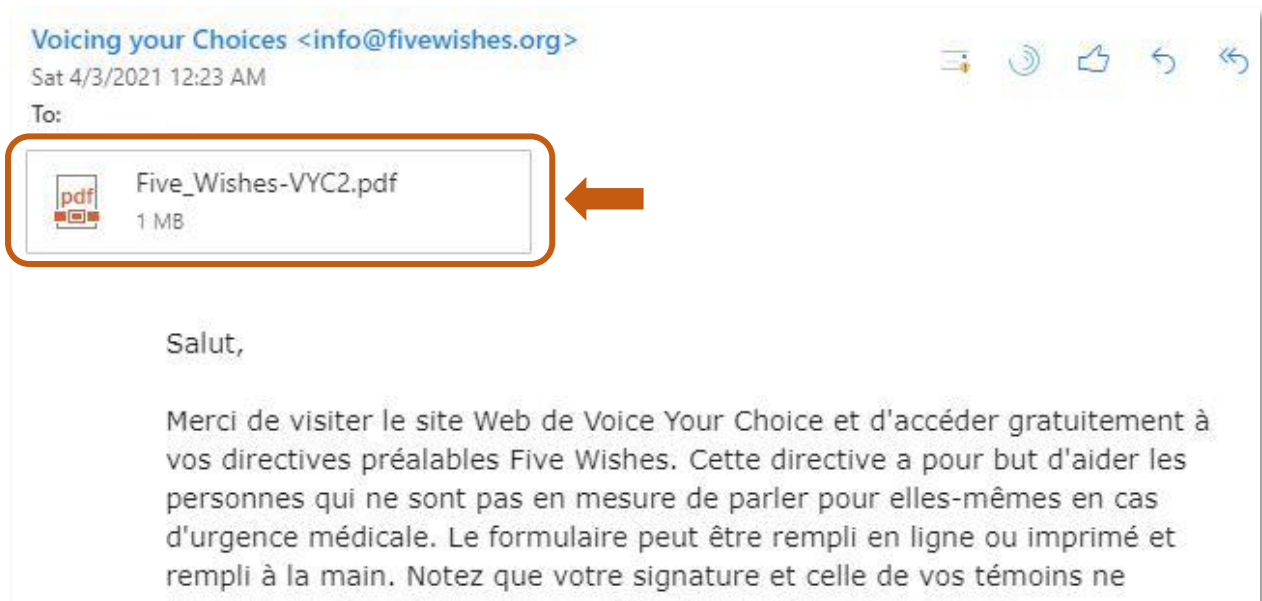 Voicing your Choices <info@fivewishes.org>
Sat 4/3/2021 12:23 AM
To:
pdf
Five_Wishes-VYC2.pdf
1 MB
Salut,
Merci de visiter le site Web de Voice Your Choice et d'accéder gratuitement à
vos directives préalables Five Wishes. Cette directive a pour but d'aider les
personnes qui ne sont pas en mesure de parler pour elles-mêmes en cas
d'urgence médicale. Le formulaire peut être rempli en ligne ou imprimé et
rempli à la main. Notez que votre signature et celle de vos témoins ne